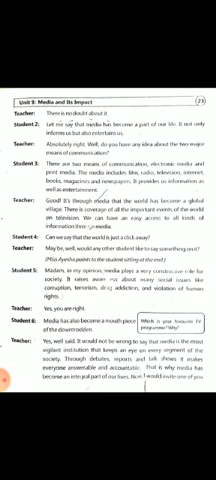 Unit 9: Media and Its Impact
23
Teacher: There is no doubt about it.
Student 2: Let me say that media has become a part of our life. It not only
informs us but also entertains us.
Teacher: Absolutely right. Well, do you have any idea about the two major
means of communication?
Student 3: There are two means of communication, electronic media and
print media. The media includes film, radio, television, internet,
books, magazines and newspapers. It provides us information as
well as entertainment.
Teacher: Good! It's through media that the world has become a global
village. There is coverage of all the important events of the world
on television. We can have an easy access to all kinds of
information through media.
Student 4: Can we say that the world is just a click away?
Teacher: May be, well, would any other student like to say something on it?
(Miss Ayesha points to the student sitting at the end.)
Student 5: Madam, in my opinion, media plays a very constructive role for
society. It raises awareness about many social issues like
corruption, terrorism, drug addiction, and violation of human
rights.
Teacher: Yes, you are right.
Student 6: Media has also become a mouth piece
of the downtrodden.
Which is your favourite TV
programme? Why?
Teacher: Yes, well said. It would not be wrong to say that media is the most
vigilant institution that keeps an eye on every segment of the
society. Through debates, reports and talk shows it makes
everyone answerable and accountable. That is why media has
become an integral part of our lives. Now I would invite one of you